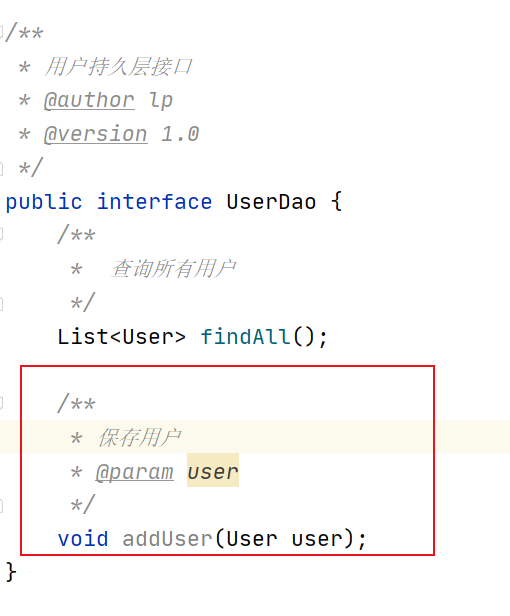 /**
 * 用户持久层接口
 * @author lp
 * @version 1.0
 */
public interface UserDao {
    /**
     *  查询所有用户
     */
    List<User> findAll();
    /**
     * 保存用户
     * @param user
     */
    void addUser(User user);
}